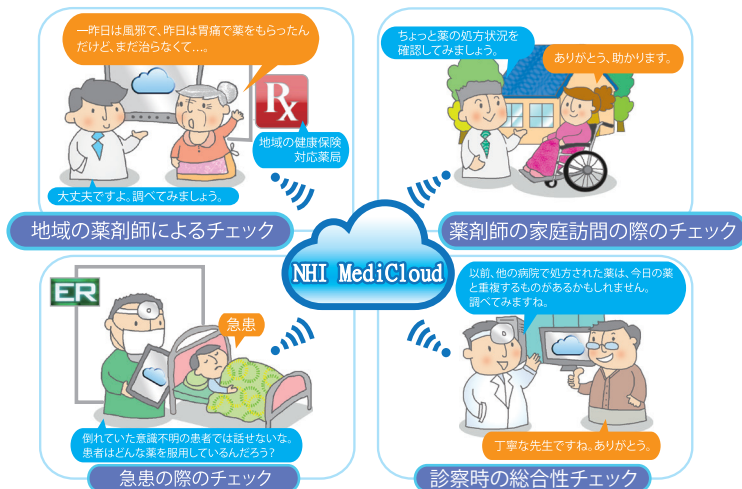 一昨日は風邪で、昨日は胃痛で薬をもらったん
だけど、まだ治らなくて…。
Rx
地域の健康保険
対応薬局
大丈夫ですよ。調べてみましょう。
地域の薬剤師によるチェック
ちょっと薬の処方状況を
確認してみましょう。
ありがとう、助かります。
薬剤師の家庭訪問の際のチェック
NHI MediCloud
ER
急患
倒れていた意識不明の患者では話せないな。
患者はどんな薬を服用しているんだろう?
急患の際のチェック
以前、他の病院で処方された薬は、今日の薬
と重複するものがあるかもしれません。
調べてみますね。
丁寧な先生ですね。ありがとう。
診察時の総合性チェック